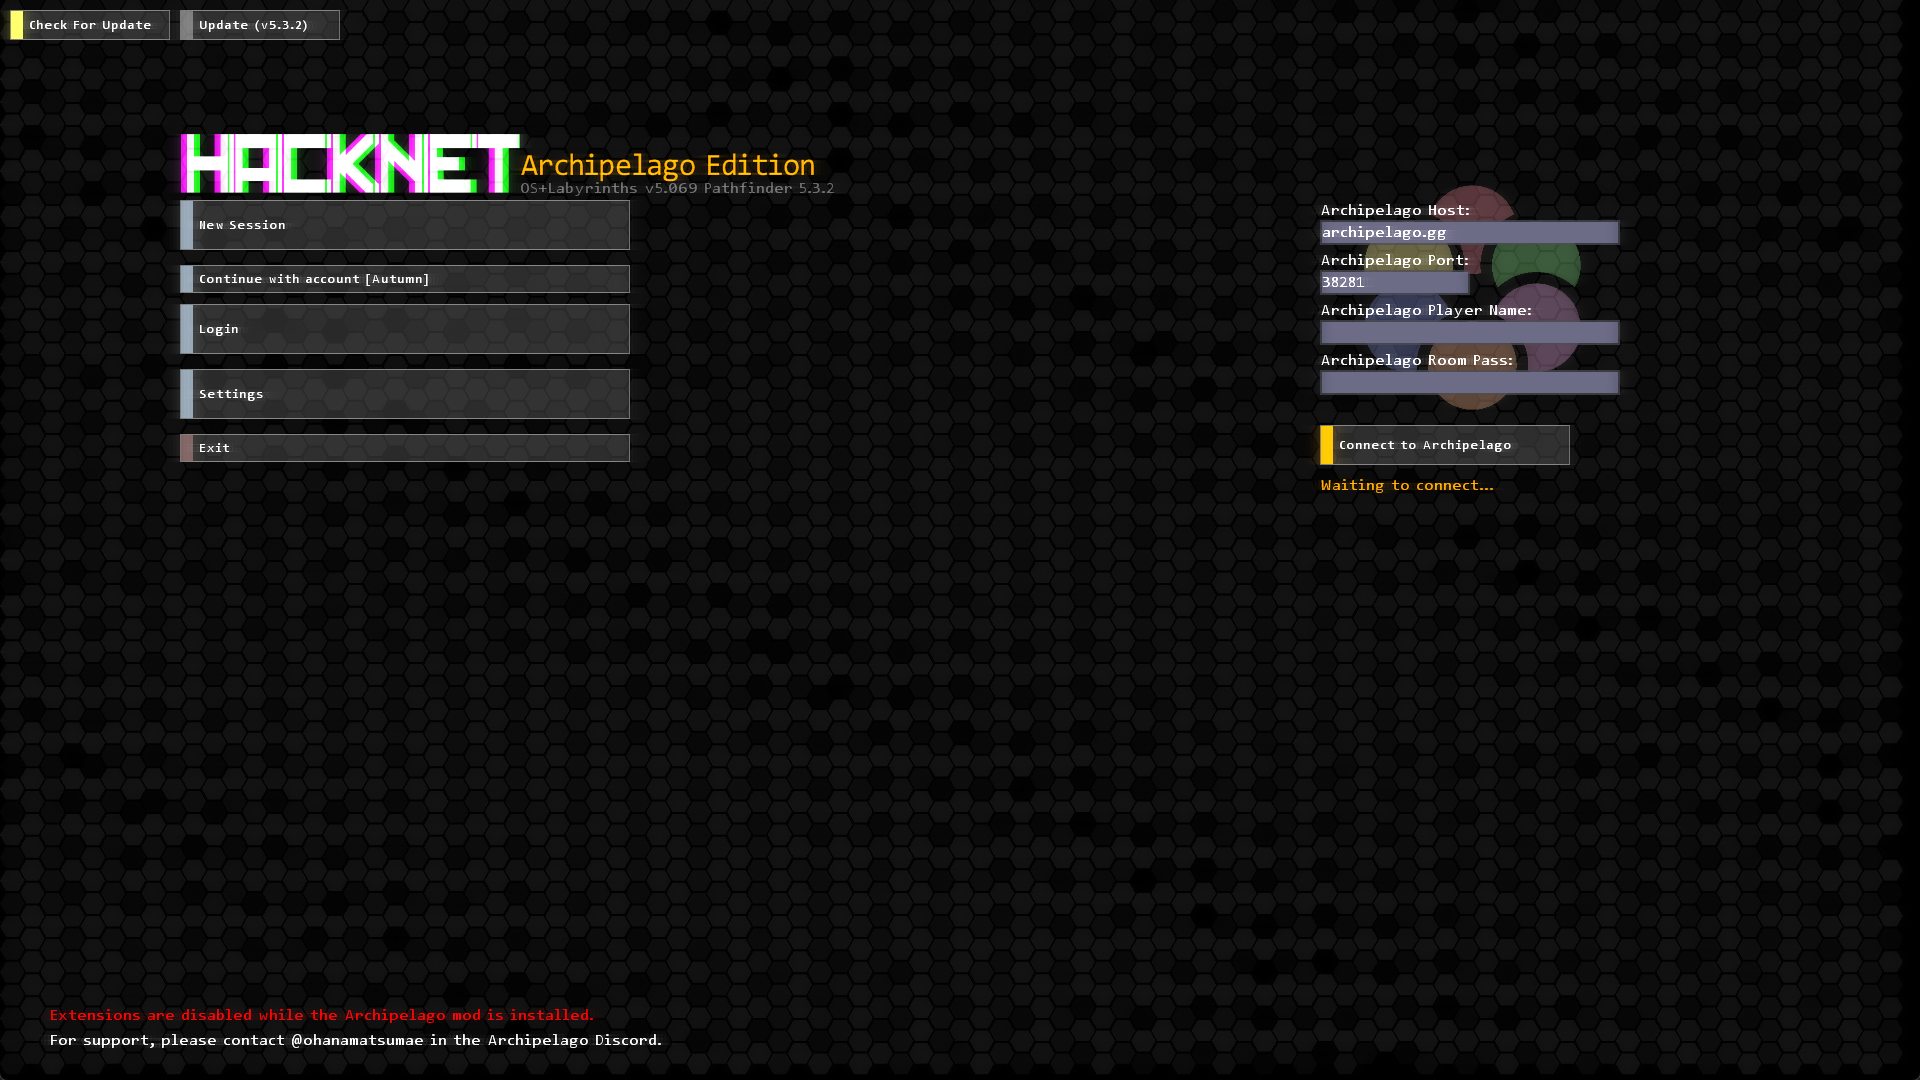 Check For Update
Update (v5.3.2)
HACKNET
Archipelago Edition
OS+Labyrinths v5.069 Pathfinder 5.3.2
New Session
Continue with account [Autumn]
Login
Settings
Exit
Archipelago Host:
archipelago.gg
Archipelago Port:
38281
Archipelago Player Name:
Archipelago Room Pass:
Connect to Archipelago
Waiting to connect...
Extensions are disabled while the Archipelago mod is installed.
For support, please contact @ohanamatsumae in the Archipelago Discord.